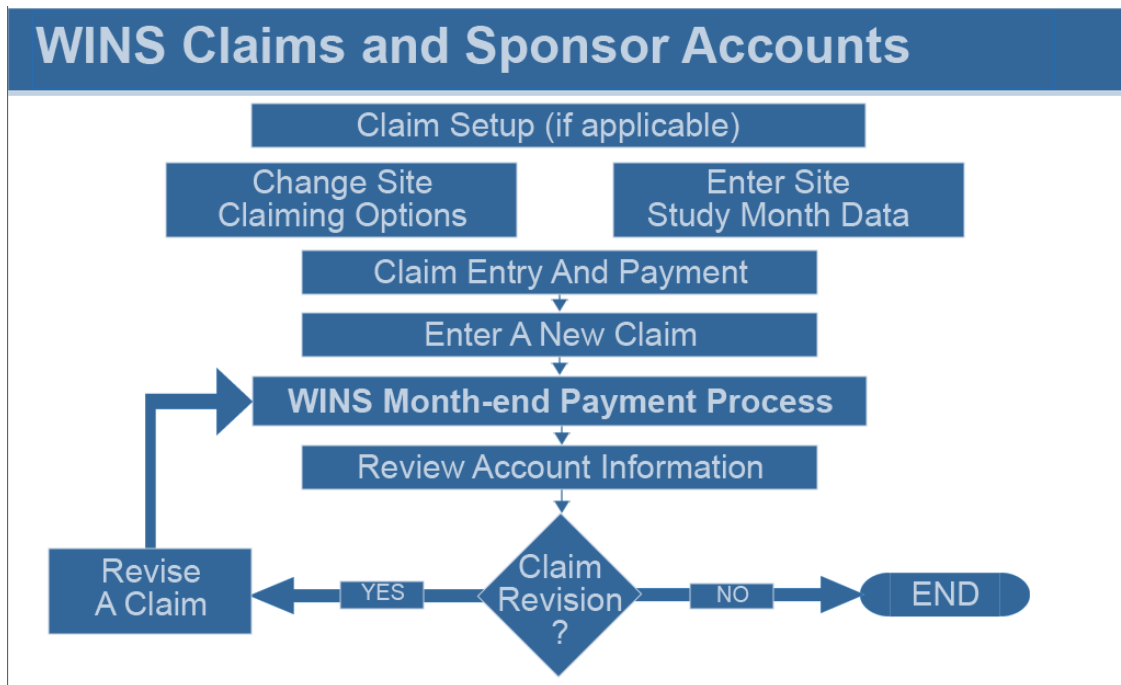 WINS Claims and Sponsor Accounts
Claim Setup (if applicable)
Change Site
Claiming Options
Enter Site
Study Month Data
Claim Entry And Payment
Enter A New Claim
WINS Month-end Payment Process
Review Account Information
Claim
Revision
?
YES
Revise
A Claim
NO
END